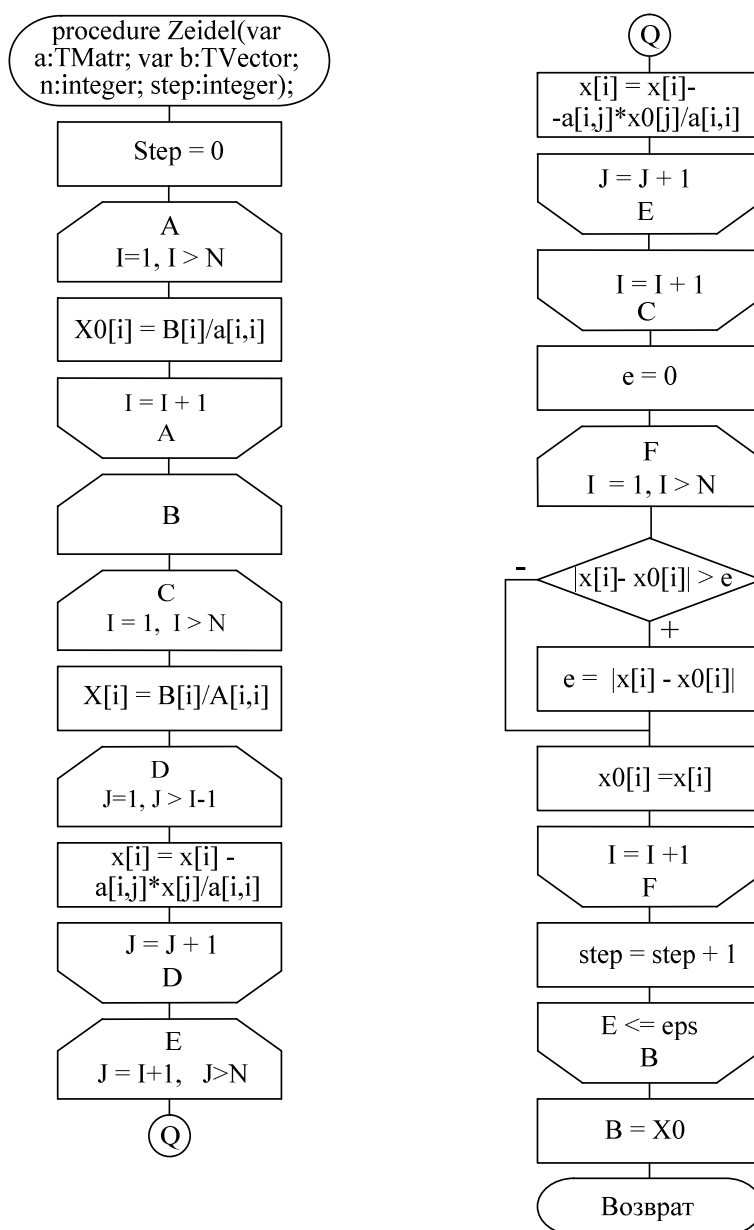 procedure Zeidel(var
a:TMatr; var b:TVector;
n:integer; step:integer);
Step = 0
A
I=1, I > N
X0[i] = B[i]/a[i,i]
I = I + 1
A
B
C
I = 1, I > N
X[i] = B[i]/A[i,i]
D
J=1, J > I-1
x[i] = x[i] -
a[i,j]*x[j]/a[i,i]
J = J + 1
D
E
J = I+1, J>N
Q
Q
x[i] = x[i]-
-a[i,j]*x0[j]/a[i,i]
J = J + 1
E
I = I + 1
C
e = 0
F
I = 1, I > N
-
|x[i]- x0[i]| > e
+
e = |x[i] - x0[i]|
x0[i] =x[i]
I = I +1
F
step = step + 1
E <= eps
B
B = X0
Возврат